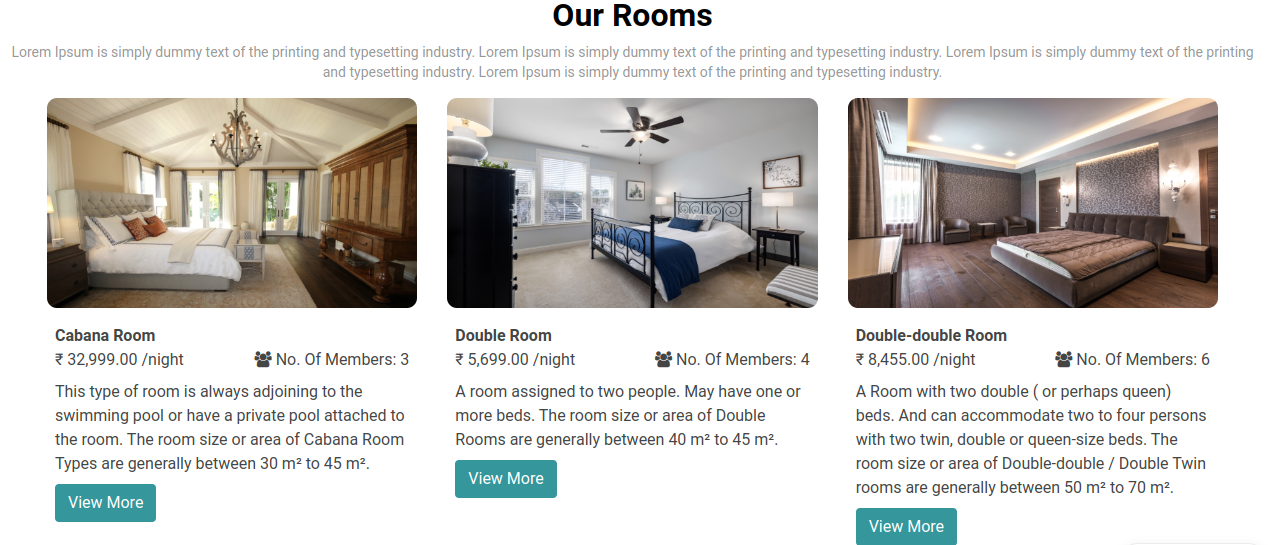 Our Rooms
Lorem Ipsum is simply dummy text of the printing and typesetting industry. Lorem Ipsum is simply dummy text of the printing and typesetting industry. Lorem Ipsum is simply dummy text of the printing
and typesetting industry. Lorem Ipsum is simply dummy text of the printing and typesetting industry.
Cabana Room
₹ 32,999.00 /night
No. Of Members: 3
This type of room is always adjoining to the
swimming pool or have a private pool attached to
the room. The room size or area of Cabana Room
Types are generally between 30 m² to 45 m².
View More
Double Room
₹ 5,699.00 /night
No. Of Members: 4
A room assigned to two people. May have one or
more beds. The room size or area of Double
Rooms are generally between 40 m² to 45 m².
View More
Double-double Room
₹ 8,455.00 /night
No. Of Members: 6
A Room with two double ( or perhaps queen)
beds. And can accommodate two to four persons
with two twin, double or queen-size beds. The
room size or area of Double-double / Double Twin
rooms are generally between 50 m² to 70 m².
View More